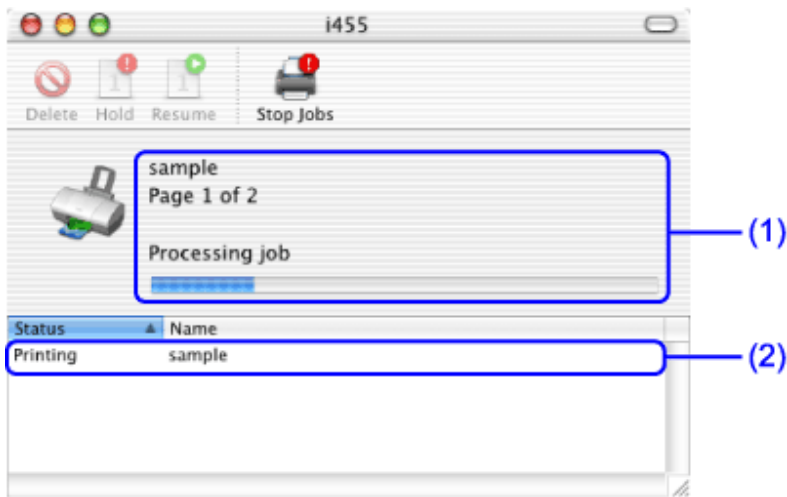 i455
Delete Hold Resume Stop Jobs
sample
Page 1 of 2
(1)
Processing job
Status Name
Printing sample
(2)